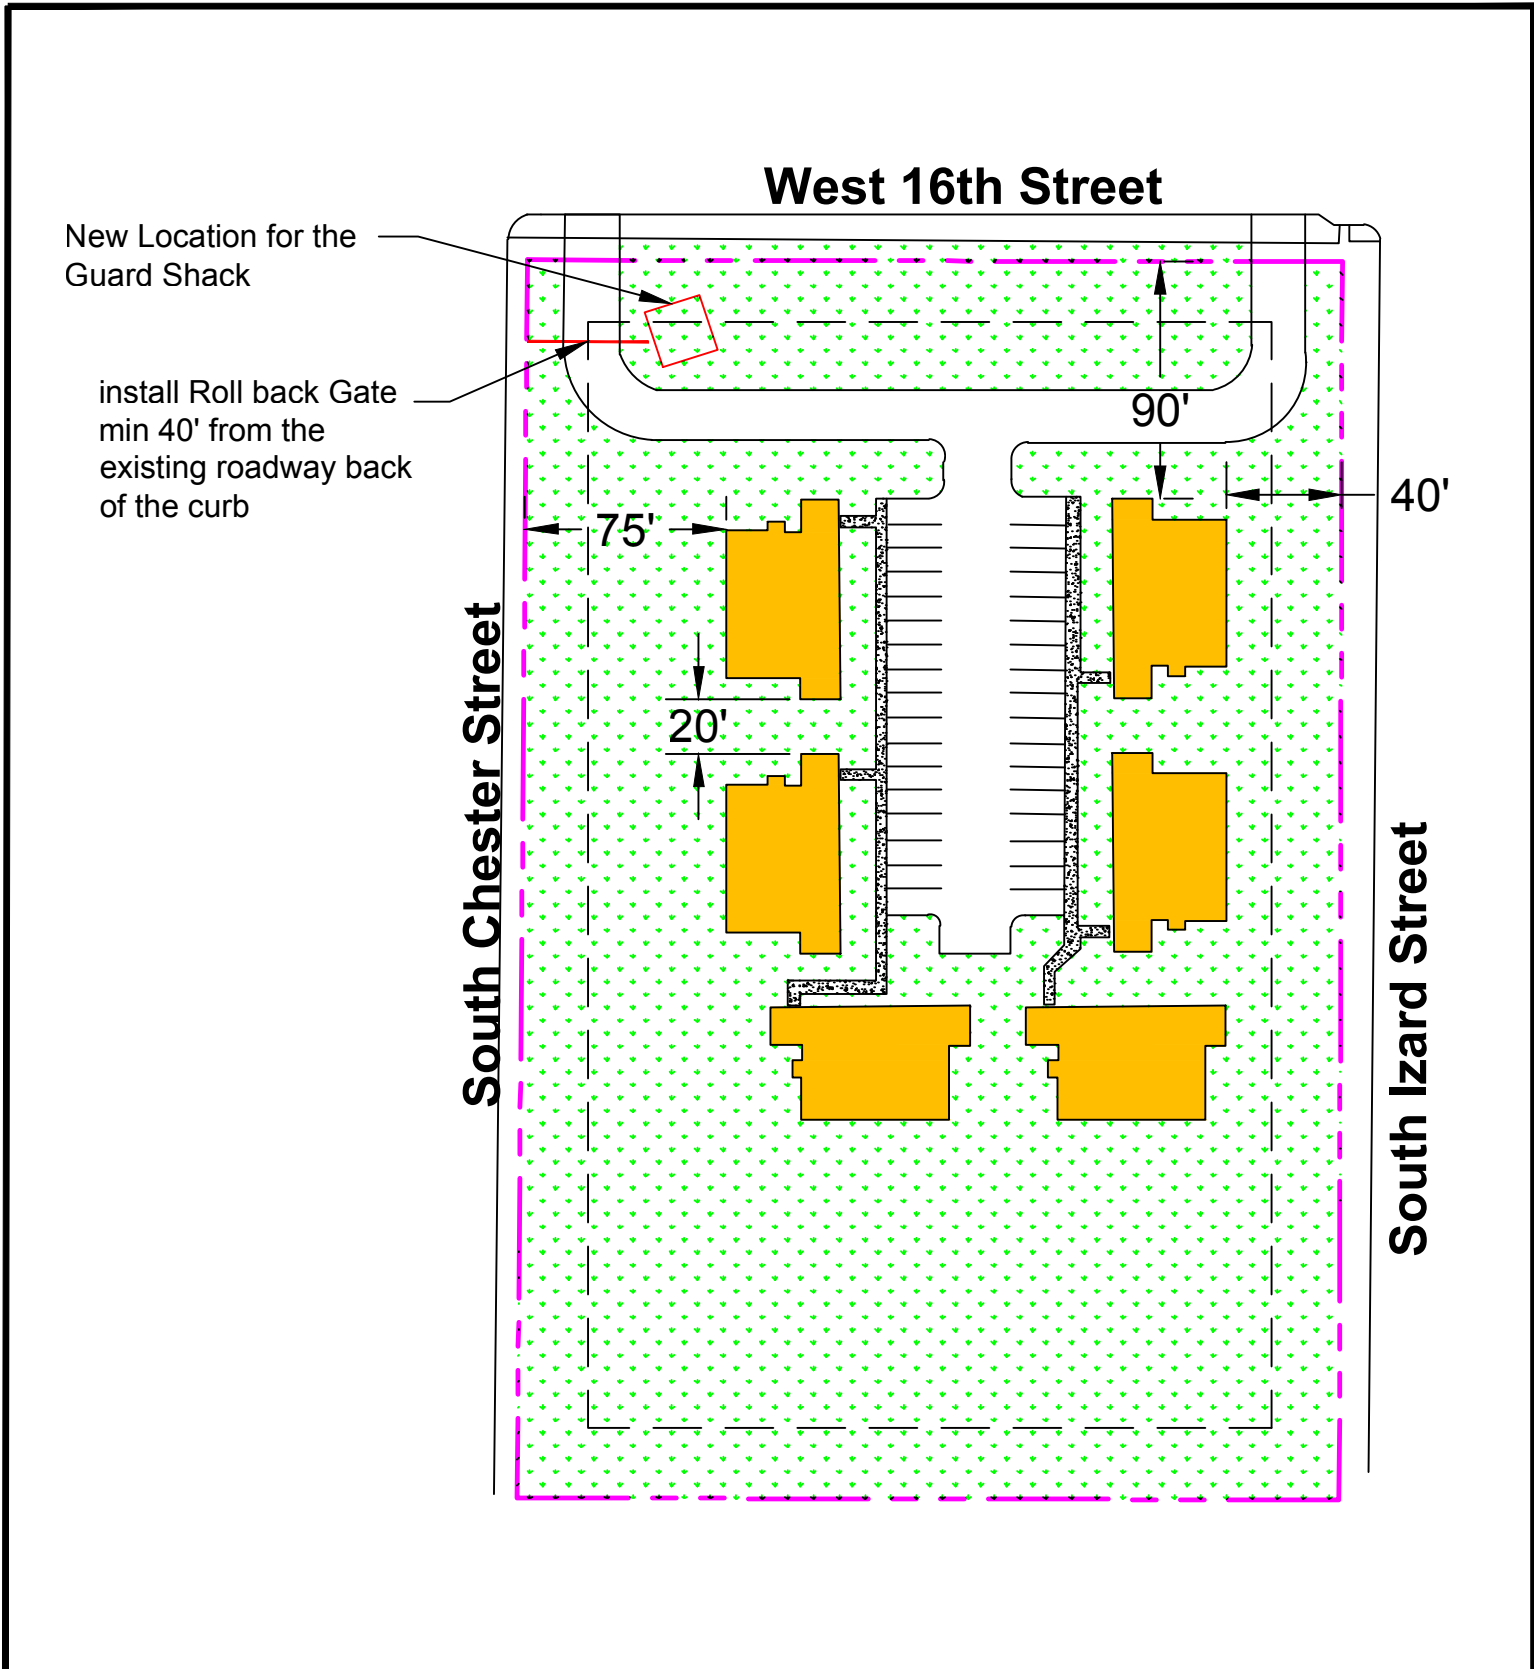 West 16th Street
New Location for the
Guard Shack
install Roll back Gate
min 40' from the
existing roadway back
of the curb
90'
40'
75'
20'
South Chester Street
South Izard Street